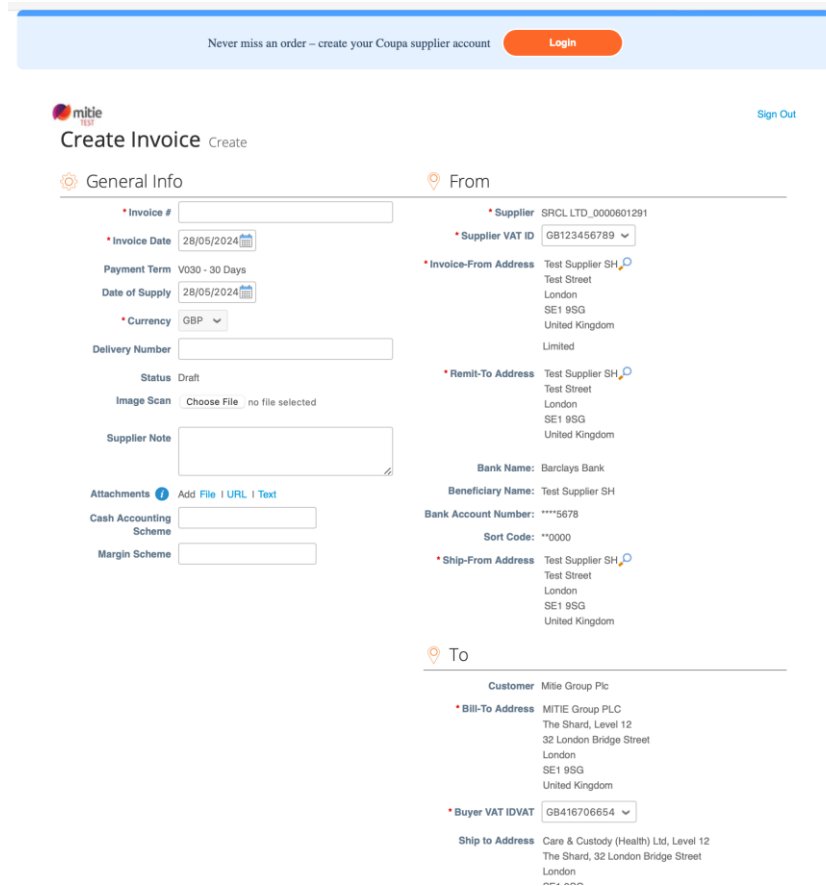 Never miss an order – create your Coupa supplier account Login
mitie
TEST
Sign Out
Create Invoice Create
General Info
* Invoice #
* Invoice Date 28/05/2024
Payment Term V030 - 30 Days
Date of Supply 28/05/2024
* Currency GBP
Delivery Number
Status Draft
Image Scan Choose File no file selected
Supplier Note
Attachments i Add File | URL | Text
Cash Accounting
Scheme
Margin Scheme
From
* Supplier SRCL LTD_0000601291
* Supplier VAT ID GB123456789
* Invoice-From Address Test Supplier SH
Test Street
London
SE1 9SG
United Kingdom
Limited
* Remit-To Address Test Supplier SH
Test Street
London
SE1 9SG
United Kingdom
Bank Name: Barclays Bank
Beneficiary Name: Test Supplier SH
Bank Account Number: ****5678
Sort Code: **0000
* Ship-From Address Test Supplier SH
Test Street
London
SE1 9SG
United Kingdom
To
Customer Mitie Group Plc
* Bill-To Address MITIE Group PLC
The Shard, Level 12
32 London Bridge Street
London
SE1 9SG
United Kingdom
* Buyer VAT IDVAT GB416706654
Ship to Address Care & Custody (Health) Ltd, Level 12
The Shard, 32 London Bridge Street
London